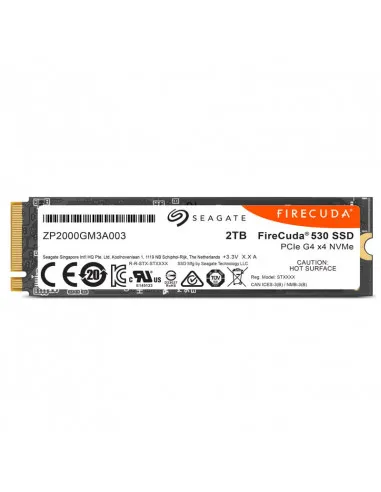 SEAGATE
FIRECUDA®
ZP2000GM3A003
2TB FireCuda® 530 SSD
PCIe G4 x4 NVMe
Seagate Singapore Int'l HQ Pte. Ltd. Koolhovenlaan 1, 1119 NB Schiphol-Rijk, The Netherlands +3.3V X.X A
R-R-STX-STXXXX SSD Mfg by Seagate Technology LLC
CAUTION:
HOT SURFACE
Reg. Model: STXXXX
CAN ICES-3(B) / NMB-3(B)